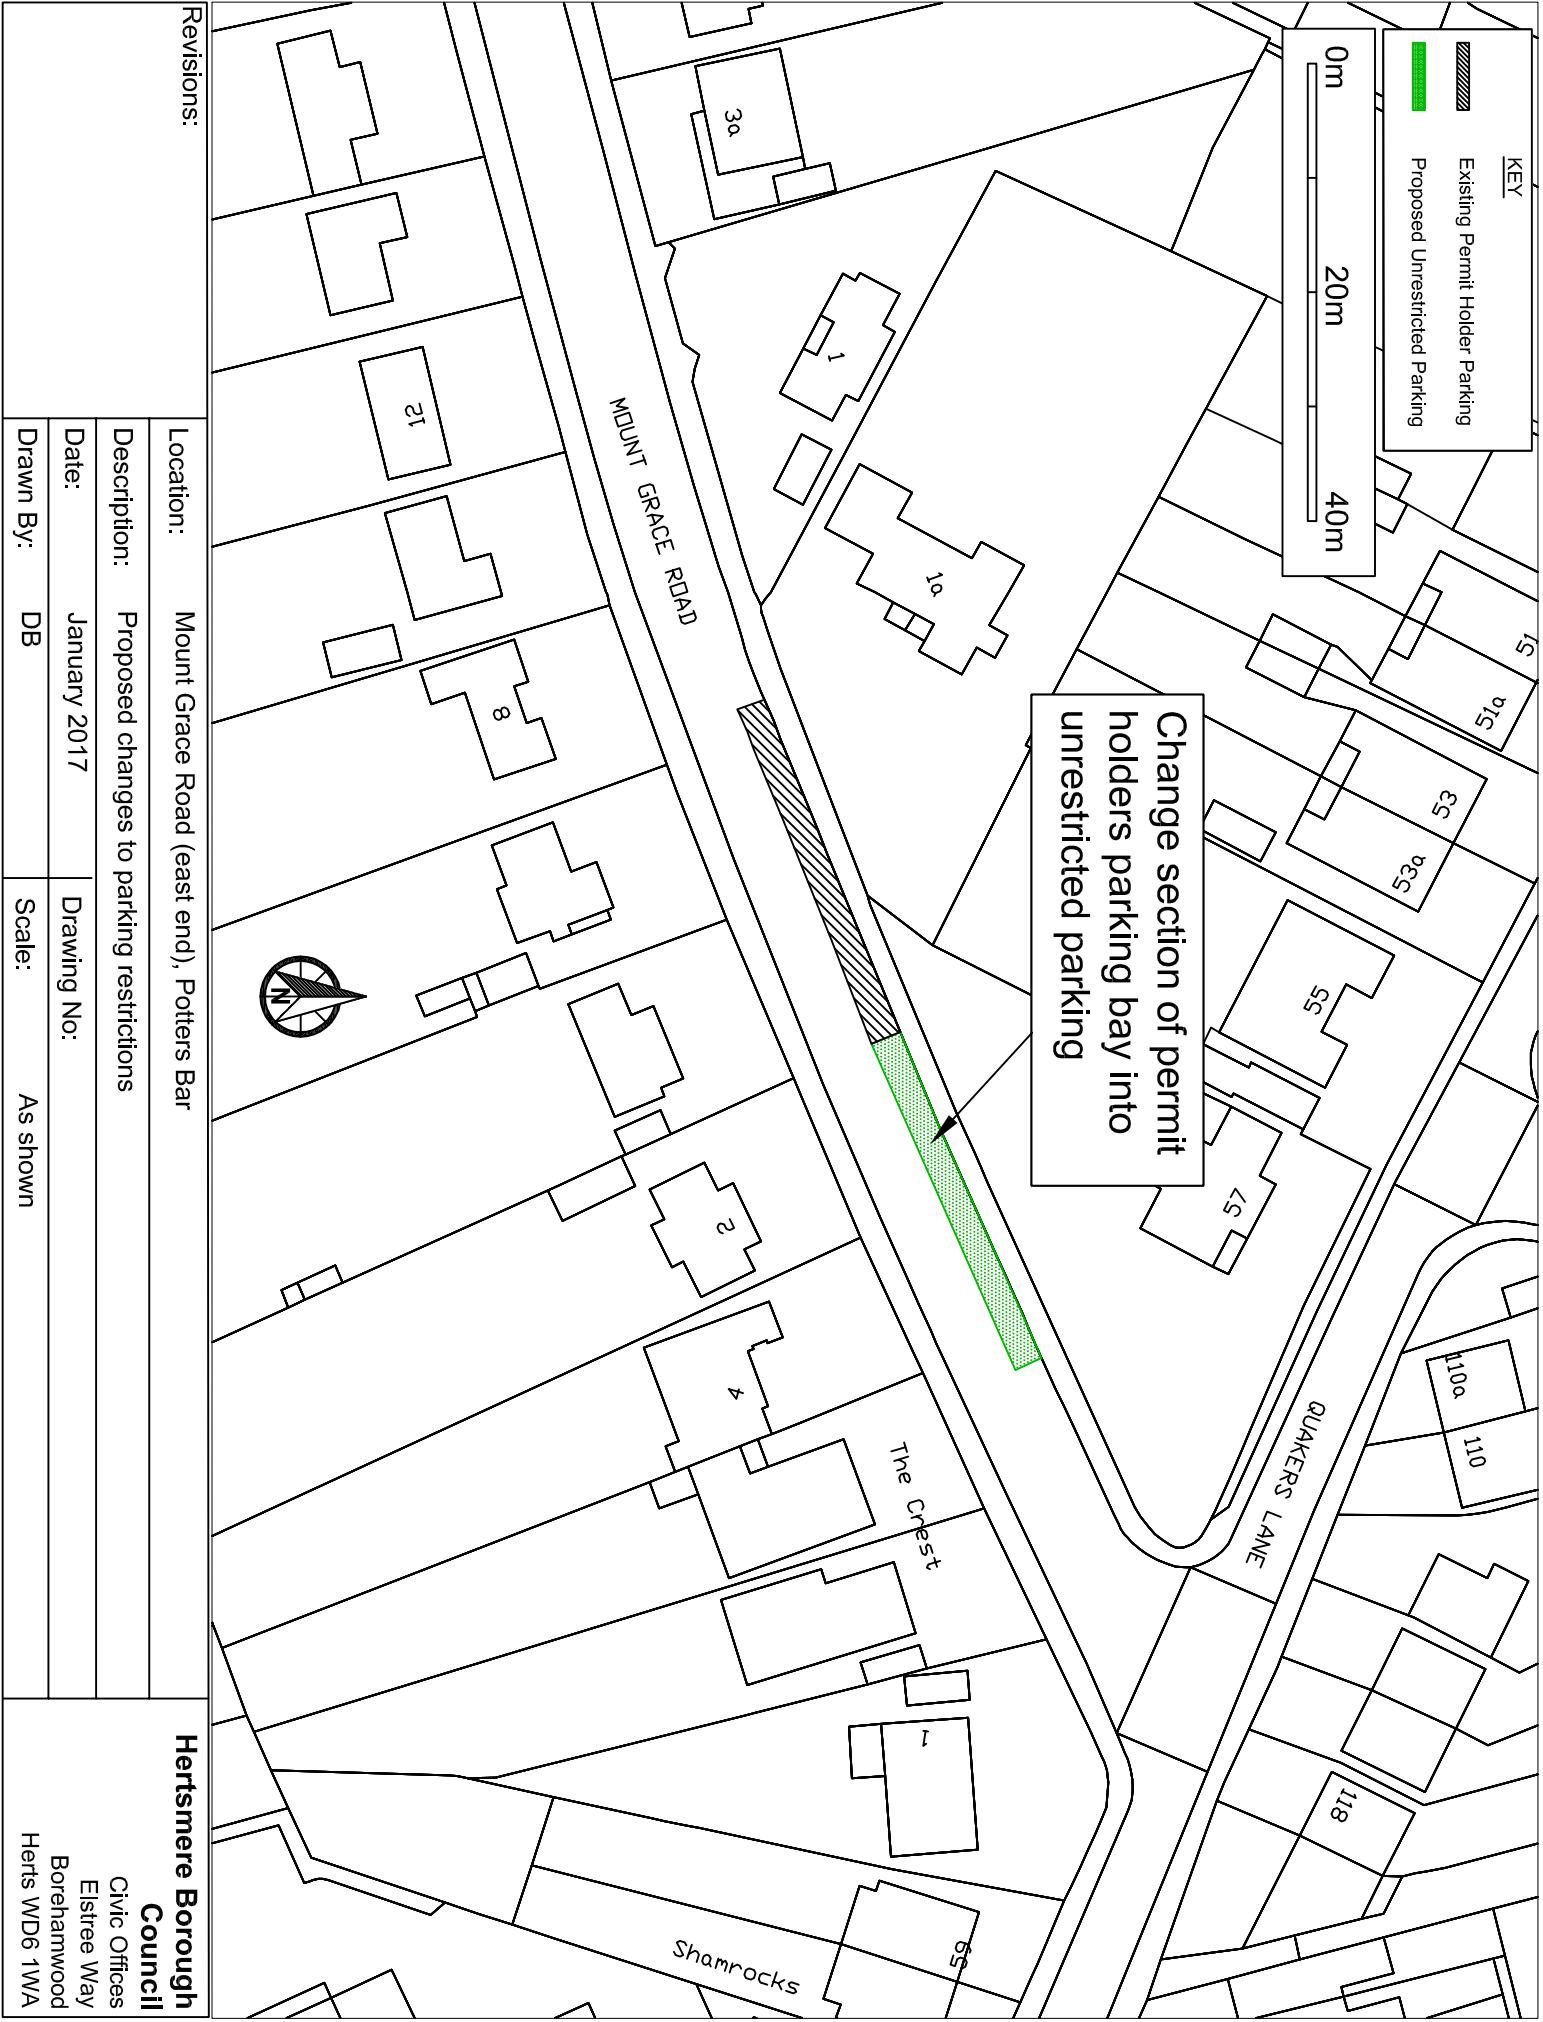 KEY
Existing Permit Holder Parking
Proposed Unrestricted Parking
0m 20m 40m
51
51a
53
53a
55
57
110a
110
118
Change section of permit
holders parking bay into
unrestricted parking
QUAKERS LANE
3a
1
1a
MOUNT GRACE ROAD
12
8
2
4
The Crest
1
59
Shamrocks
N
Revisions:
Location: Mount Grace Road (east end), Potters Bar
Description: Proposed changes to parking restrictions
Date: January 2017
Drawing No:
Drawn By: DB
Scale: As shown
Hertsmere Borough
Council
Civic Offices
Elstree Way
Borehamwood
Herts WD6 1WA